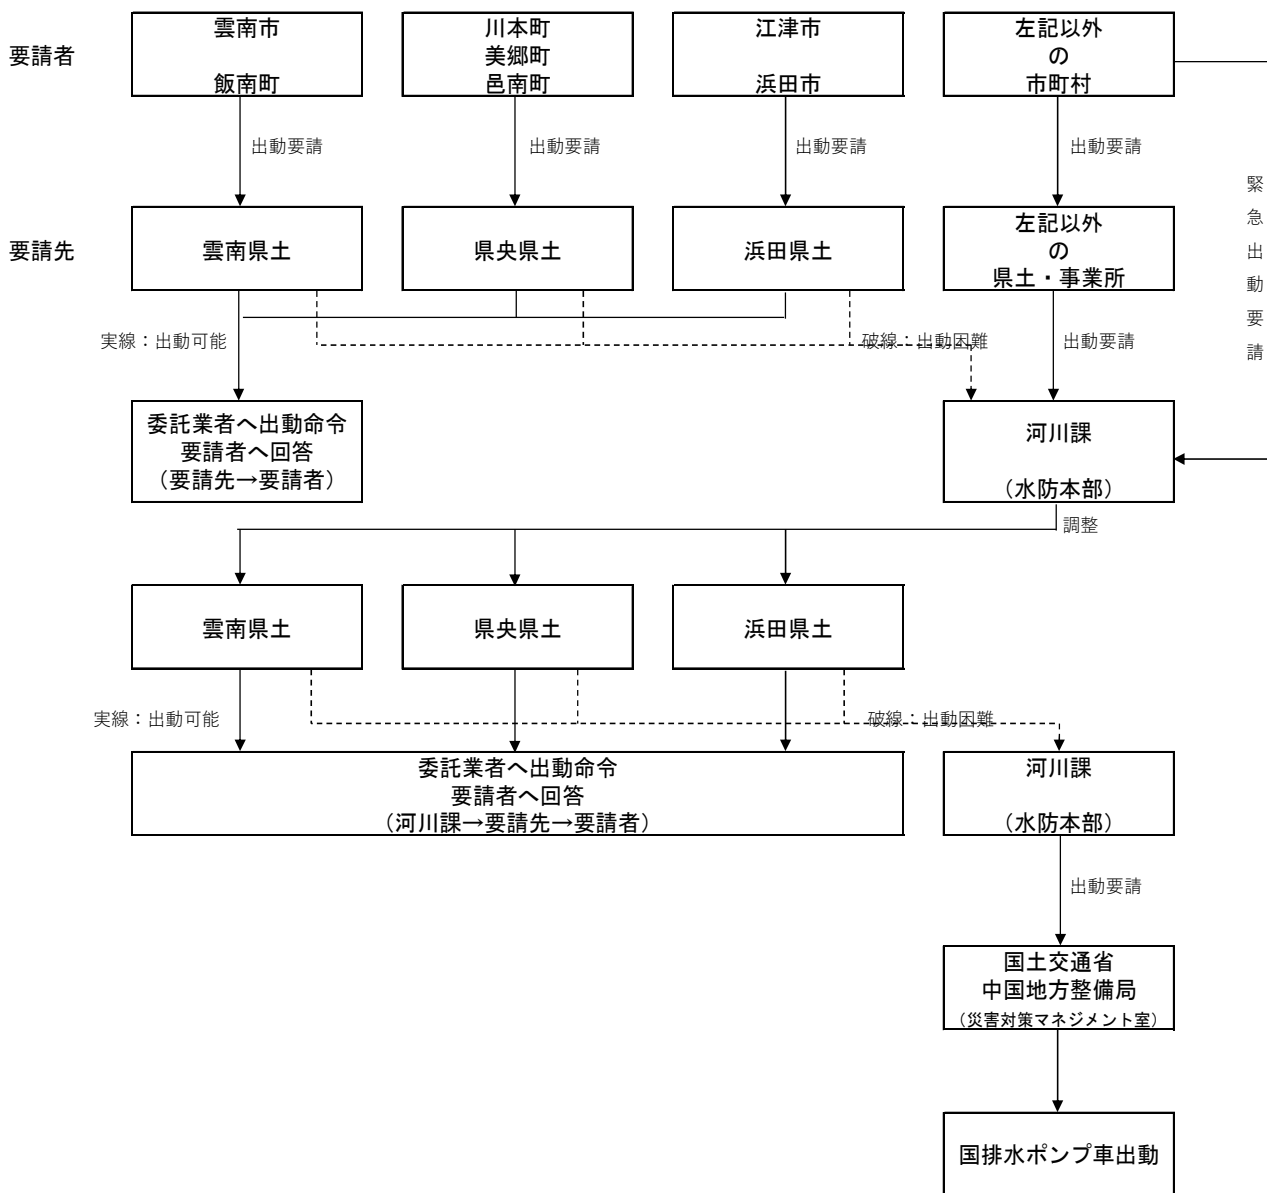 要請者
雲南市
飯南町
川本町
美郷町
邑南町
江津市
浜田市
左記以外
の
市町村
出動要請
出動要請
出動要請
出動要請
緊急出動要請
要請先
雲南県土
県央県土
浜田県土
左記以外
の
県土・事業所
実線：出動可能
破線：出動困難
出動要請
委託業者へ出動命令
要請者へ回答
（要請先→要請者）
河川課
（水防本部）
調整
雲南県土
県央県土
浜田県土
実線：出動可能
破線：出動困難
委託業者へ出動命令
要請者へ回答
（河川課→要請先→要請者）
河川課
（水防本部）
出動要請
国土交通省
中国地方整備局
（災害対策マネジメント室）
国排水ポンプ車出動